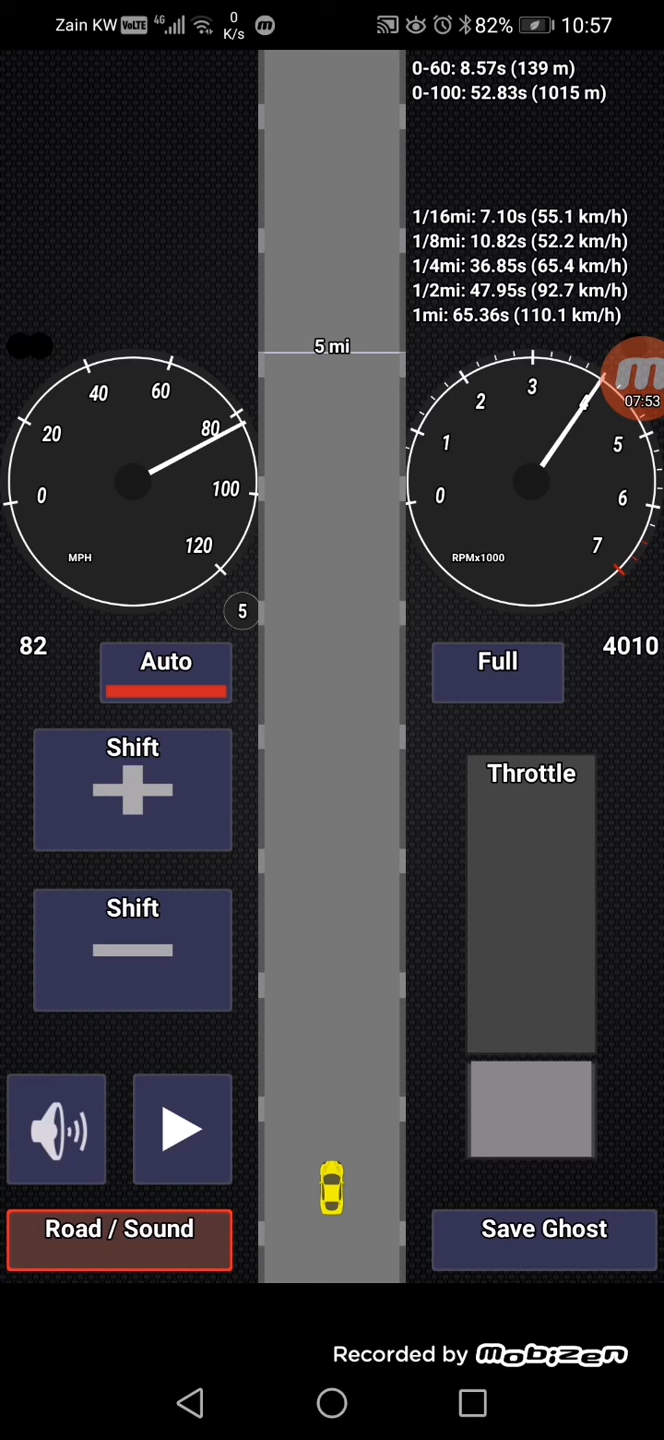 Zain KW VoLTE 4G 0 K/s 82% 10:57
0-60: 8.57s (139 m)
0-100: 52.83s (1015 m)
1/16mi: 7.10s (55.1 km/h)
1/8mi: 10.82s (52.2 km/h)
1/4mi: 36.85s (65.4 km/h)
1/2mi: 47.95s (92.7 km/h)
1mi: 65.36s (110.1 km/h)
5 mi
0 20 40 60 80 100 120
MPH
0 1 2 3 4 5 6 7
RPMx1000
07:53
5
82
Auto
Full
4010
Shift
Throttle
Shift
Road / Sound
Save Ghost
Recorded by mobizen